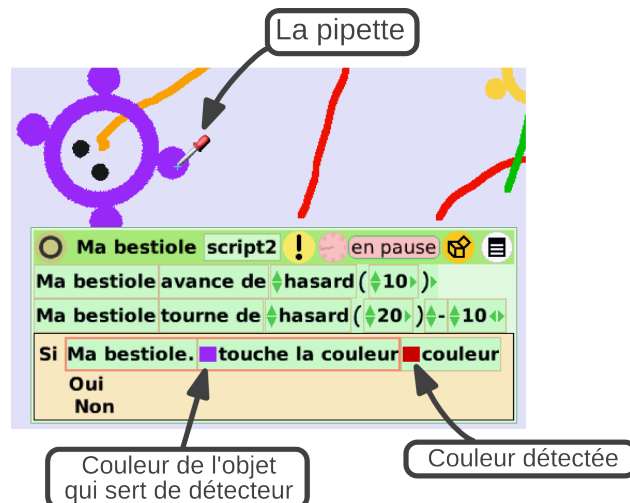 La pipette
Ma bestiole script2 ! en pause
Ma bestiole avance de hasard ( 10 )
Ma bestiole tourne de hasard ( 20 ) - 10
Si Ma bestiole. touche la couleur couleur
Oui
Non
Couleur de l'objet
qui sert de détecteur
Couleur détectée